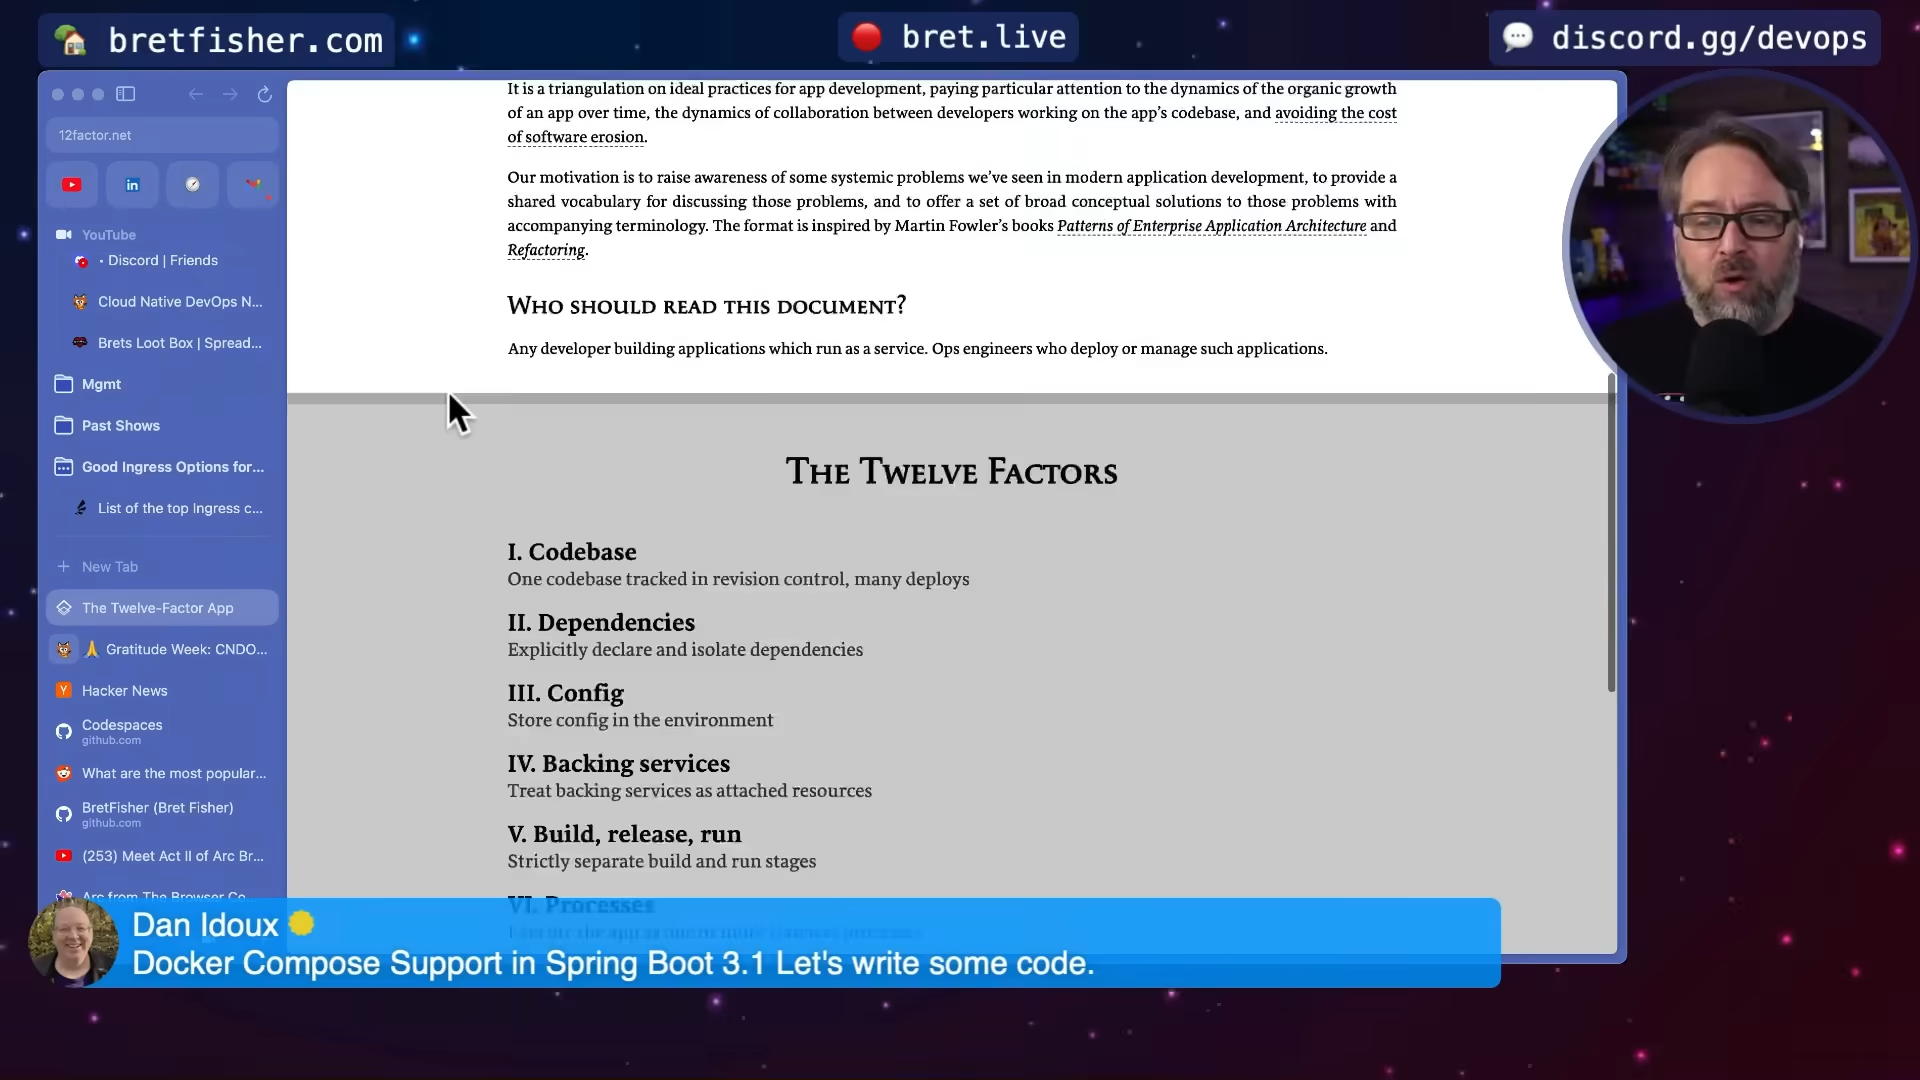 bretfisher.com
bret.live
discord.gg/devops
12factor.net
YouTube
• Discord | Friends
Cloud Native DevOps N...
Brets Loot Box | Spread...
Mgmt
Past Shows
Good Ingress Options for...
List of the top Ingress c...
+ New Tab
The Twelve-Factor App
🙏 Gratitude Week: CNDO...
Hacker News
Codespaces
github.com
What are the most popular...
BretFisher (Bret Fisher)
github.com
(253) Meet Act II of Arc Br...
Arc from The Browser Co
It is a triangulation on ideal practices for app development, paying particular attention to the dynamics of the organic growth
of an app over time, the dynamics of collaboration between developers working on the app's codebase, and avoiding the cost
of software erosion.
Our motivation is to raise awareness of some systemic problems we've seen in modern application development, to provide a
shared vocabulary for discussing those problems, and to offer a set of broad conceptual solutions to those problems with
accompanying terminology. The format is inspired by Martin Fowler's books Patterns of Enterprise Application Architecture and
Refactoring.
Who should read this document?
Any developer building applications which run as a service. Ops engineers who deploy or manage such applications.
The Twelve Factors
I. Codebase
One codebase tracked in revision control, many deploys
II. Dependencies
Explicitly declare and isolate dependencies
III. Config
Store config in the environment
IV. Backing services
Treat backing services as attached resources
V. Build, release, run
Strictly separate build and run stages
VI. Processes
Dan Idoux
Docker Compose Support in Spring Boot 3.1 Let's write some code.